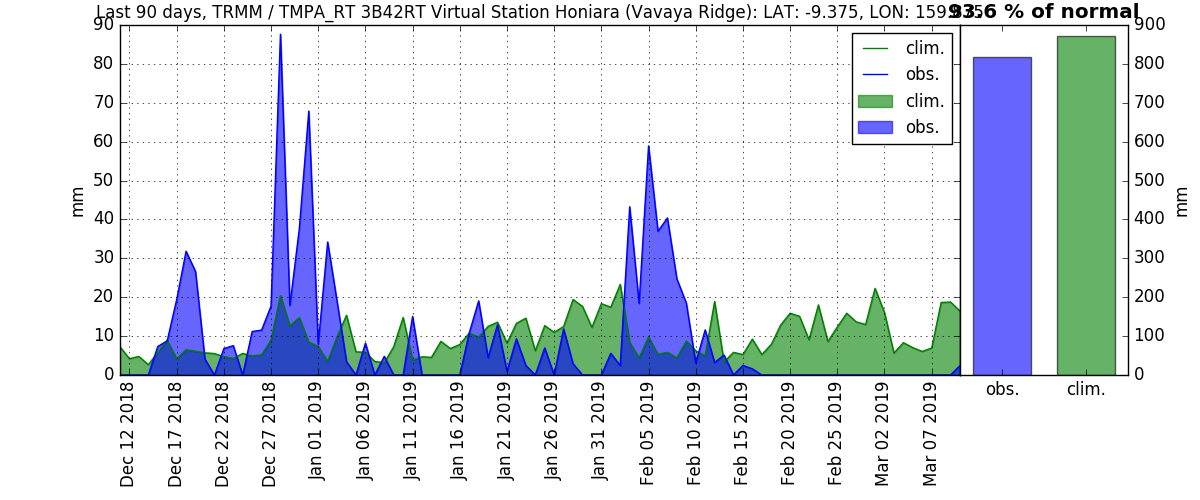 Last 90 days, TRMM / TMPA_RT 3B42RT Virtual Station Honiara (Vavaya Ridge): LAT: -9.375, LON: 159.875
93.6 % of normal
90
80
70
60
50
40
30
20
10
0
mm
clim.
obs.
clim.
obs.
Dec 12 2018
Dec 17 2018
Dec 22 2018
Dec 27 2018
Jan 01 2019
Jan 06 2019
Jan 11 2019
Jan 16 2019
Jan 21 2019
Jan 26 2019
Jan 31 2019
Feb 05 2019
Feb 10 2019
Feb 15 2019
Feb 20 2019
Feb 25 2019
Mar 02 2019
Mar 07 2019
900
800
700
600
500
400
300
200
100
0
mm
obs.
clim.